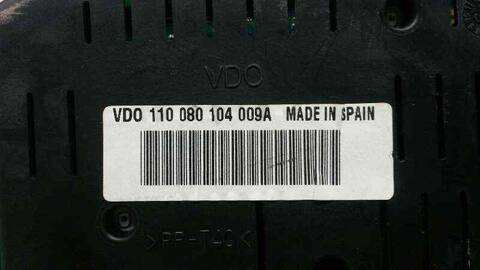 VDO
VDO 110 080 104 009A MADE IN SPAIN
>PP-T40<